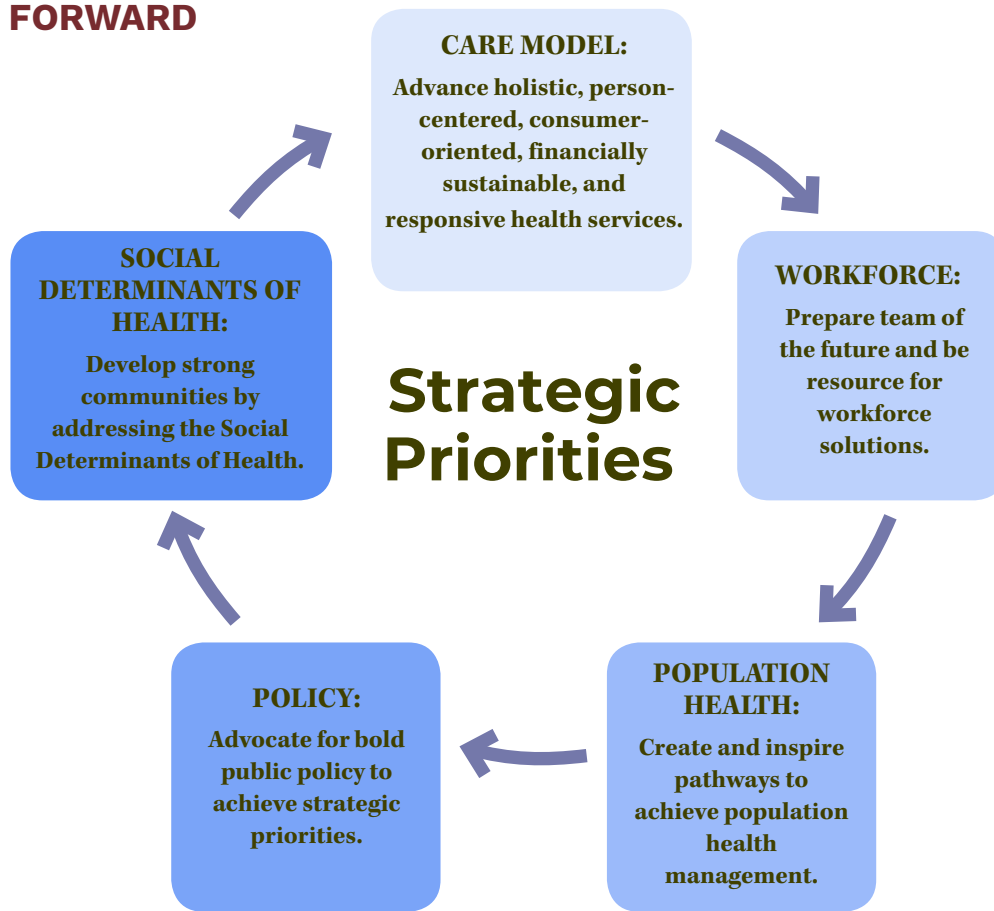 FORWARD
CARE MODEL:
Advance holistic, person-
centered, consumer-
oriented, financially
sustainable, and
responsive health services.
WORKFORCE:
Prepare team of
the future and be
resource for
workforce
solutions.
POPULATION
HEALTH:
Create and inspire
pathways to
achieve population
health
management.
POLICY:
Advocate for bold
public policy to
achieve strategic
priorities.
SOCIAL
DETERMINANTS OF
HEALTH:
Develop strong
communities by
addressing the Social
Determinants of Health.
Strategic
Priorities